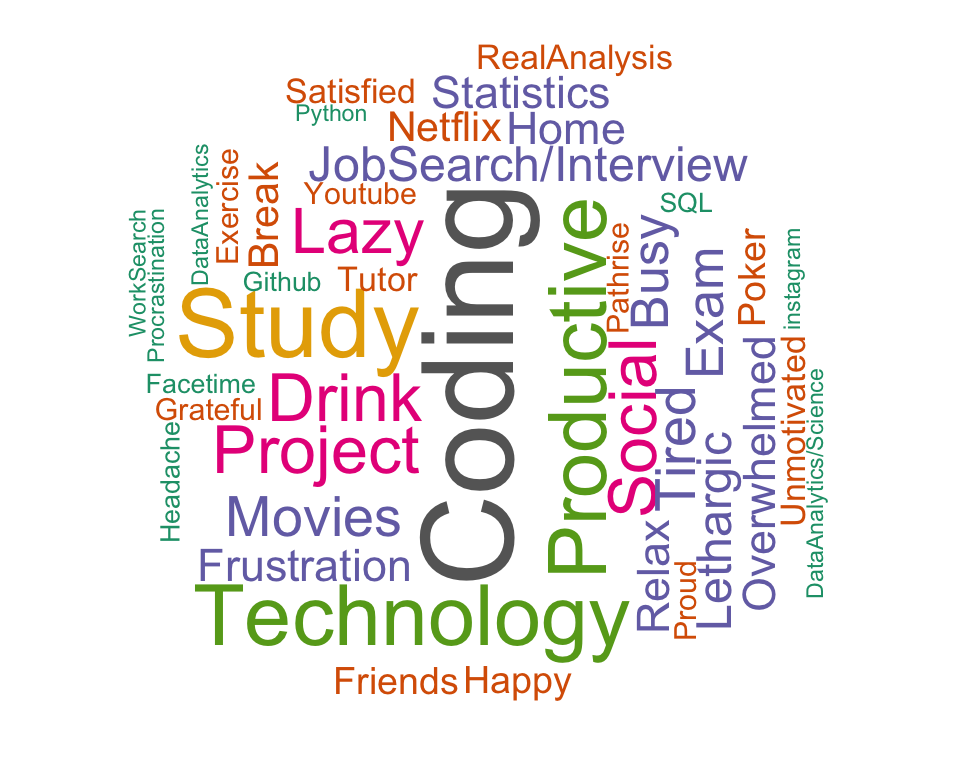 RealAnalysis
Satisfied
Statistics
Python
Netflix
Home
JobSearch/Interview
DataAnalytics
Exercise
Break
Youtube
Lazy
SQL
WorkSearch
Procrastination
Github
Tutor
Coding
Productive
Pathrise
Busy
Exam
Poker
instagram
Study
Facetime
Grateful
Drink
Project
Headache
Social
Tired
Lethargic
Overwhelmed
Unmotivated
DataAnalytics/Science
Movies
Frustration
Relax
Proud
Technology
Friends
Happy